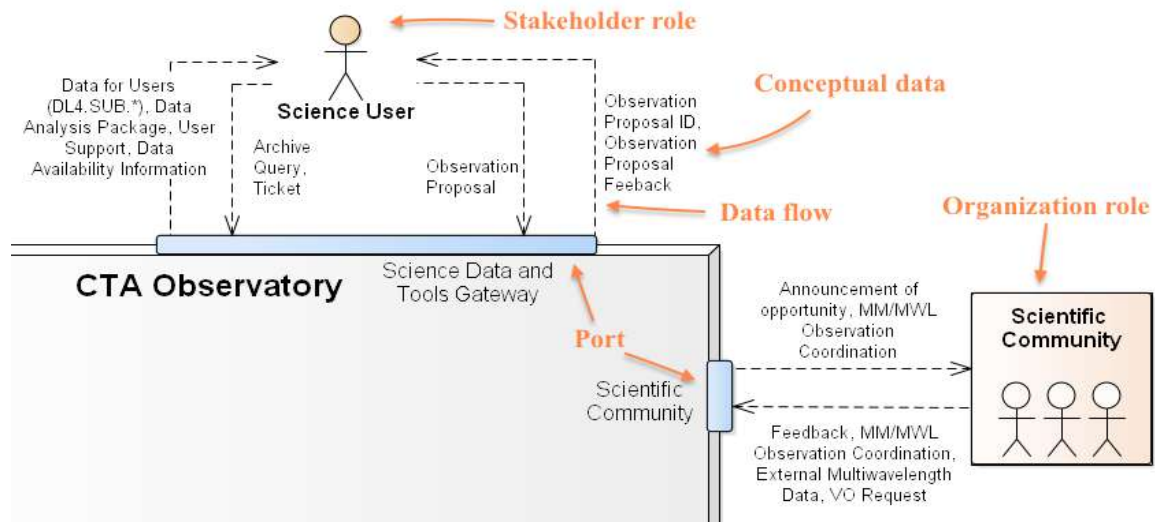 Stakeholder role
Data for Users
(DL4.SUB.*), Data
Analysis Package, User
Support, Data
Availability Information
Science User
Archive
Query,
Ticket
Observation
Proposal
Observation
Proposal ID,
Observation
Proposal
Feeback
Conceptual data
Data flow
Organization role
CTA Observatory
Science Data and
Tools Gateway
Port
Scientific
Community
Announcement of
opportunity, MM/MWL
Observation
Coordination
Feedback, MM/MWL
Observation Coordination,
External Multiwavelength
Data, VO Request
Scientific
Community